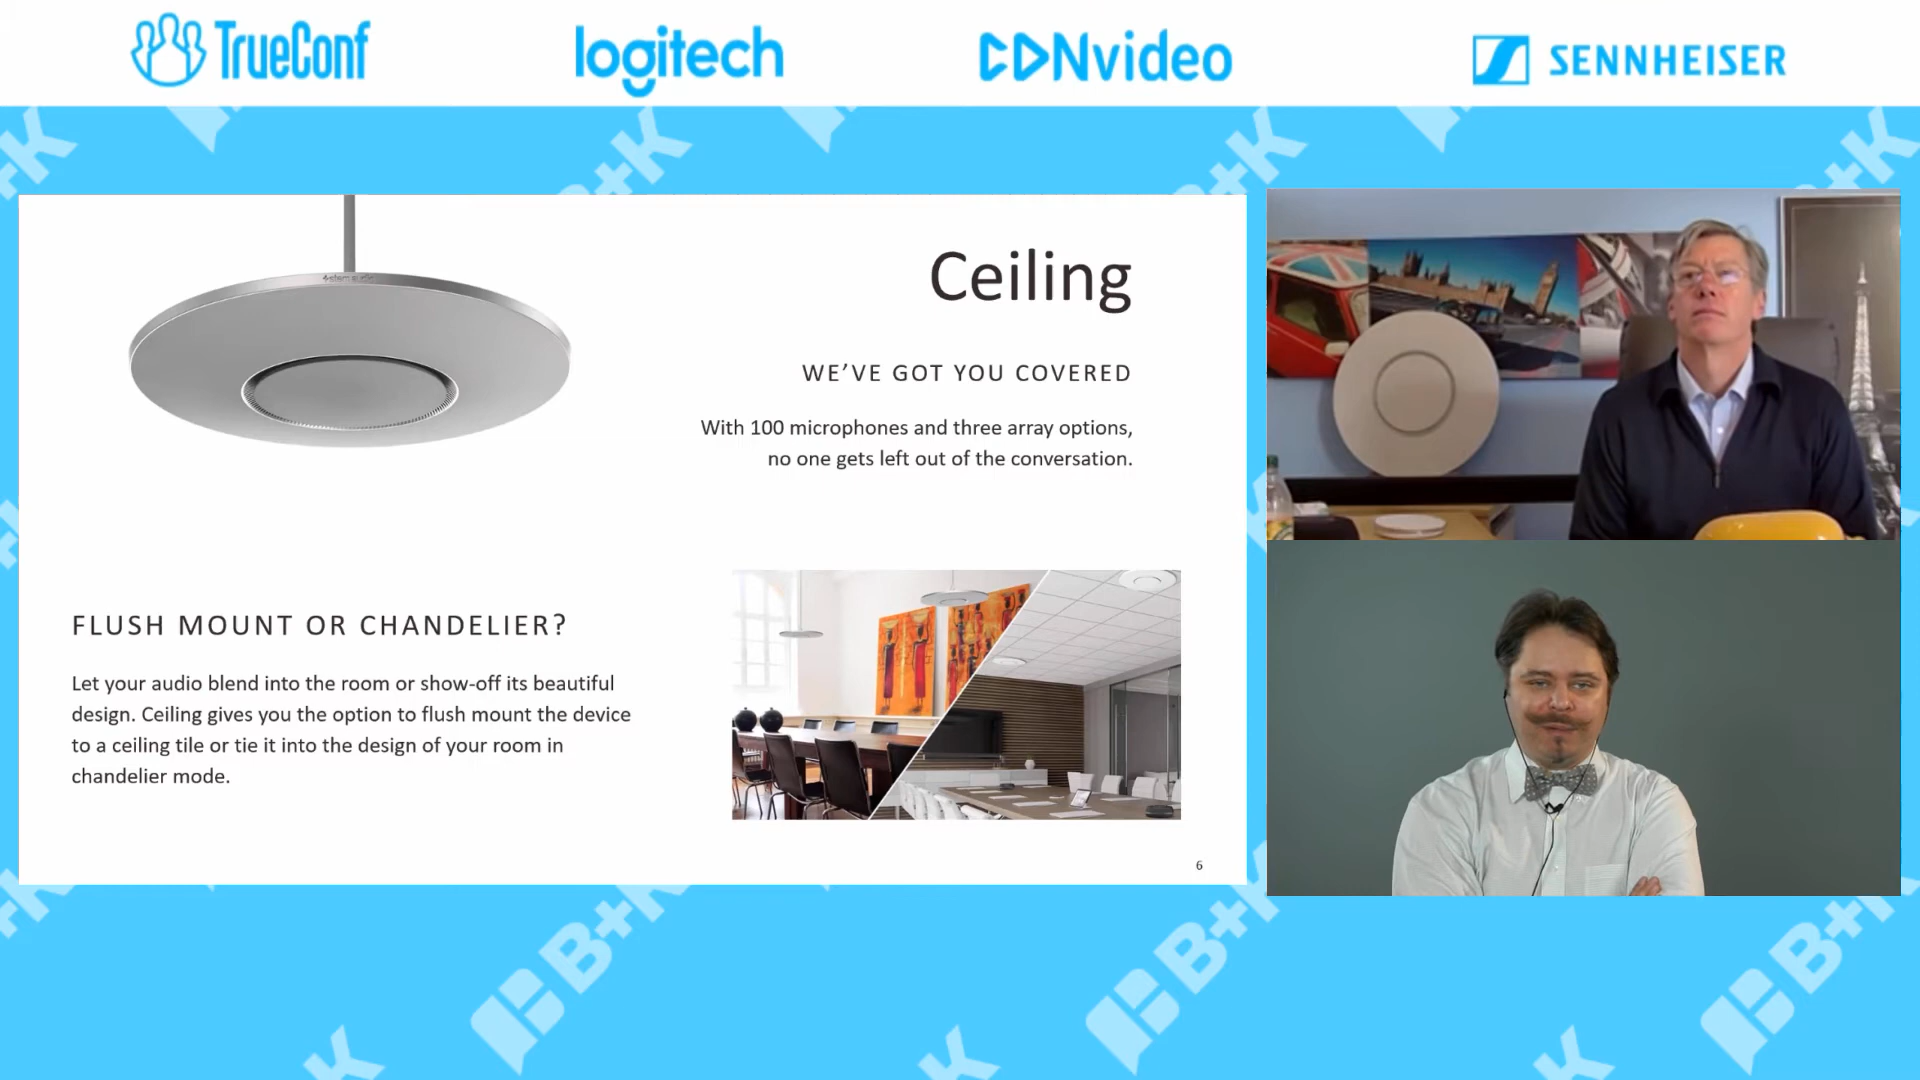 TrueConf
logitech
CDNvideo
SENNHEISER
Ceiling
WE'VE GOT YOU COVERED
With 100 microphones and three array options,
no one gets left out of the conversation.
FLUSH MOUNT OR CHANDELIER?
Let your audio blend into the room or show-off its beautiful
design. Ceiling gives you the option to flush mount the device
to a ceiling tile or tie it into the design of your room in
chandelier mode.
6
B+K
B+K
B+K